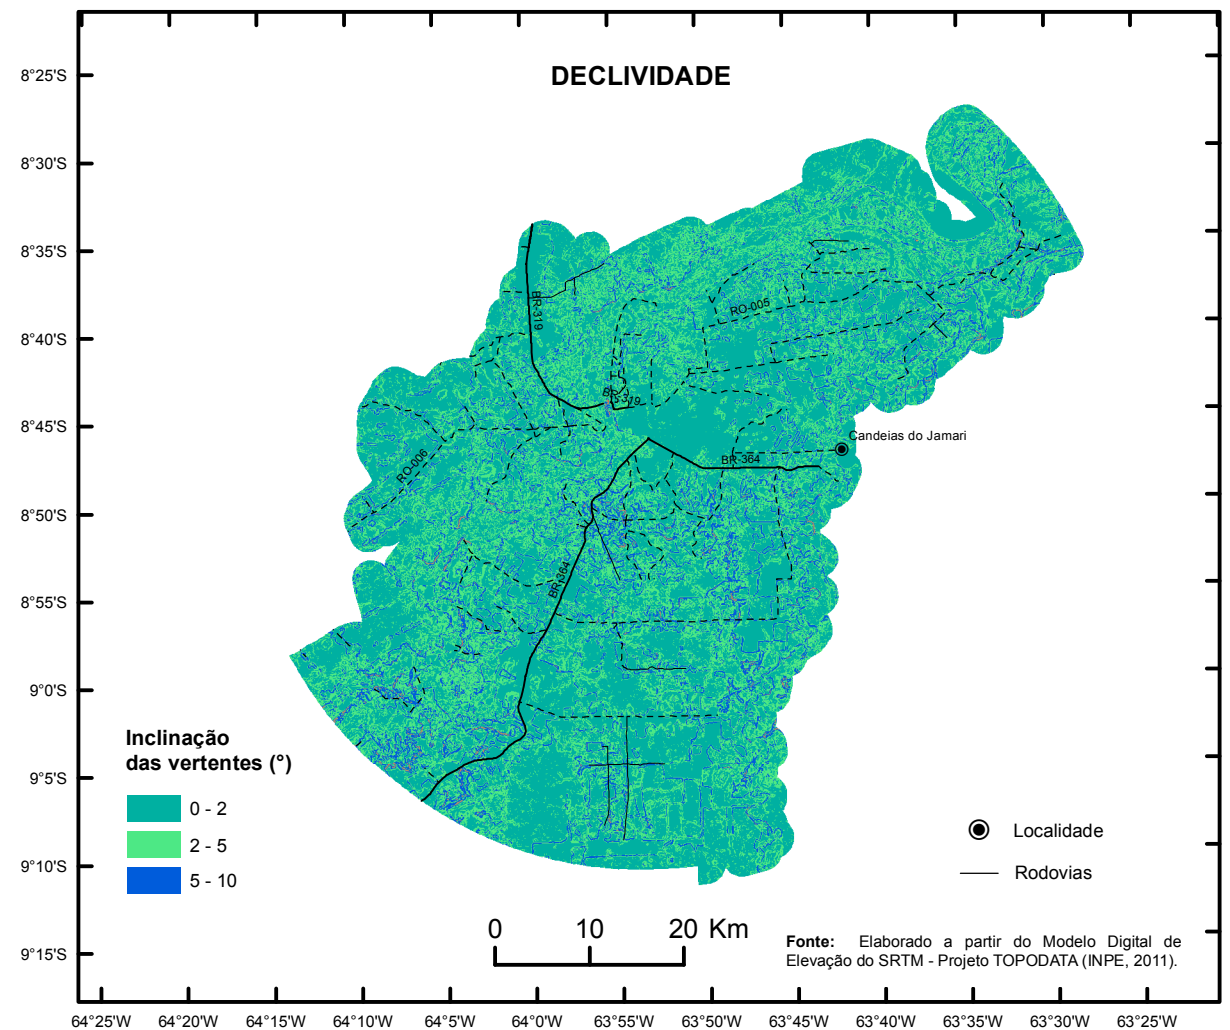 DECLIVIDADE
8°25'S
8°30'S
8°35'S
8°40'S
8°45'S
8°50'S
8°55'S
9°0'S
9°5'S
9°10'S
9°15'S
BR-319
RO-005
BR-319
Candeias do Jamari
BR-364
RO-006
BR-364
Inclinação
das vertentes (°)
0 - 2
2 - 5
5 - 10
Localidade
Rodovias
0 10 20 Km
Fonte: Elaborado a partir do Modelo Digital de
Elevação do SRTM - Projeto TOPODATA (INPE, 2011).
64°25'W 64°20'W 64°15'W 64°10'W 64°5'W 64°0'W 63°55'W 63°50'W 63°45'W 63°40'W 63°35'W 63°30'W 63°25'W